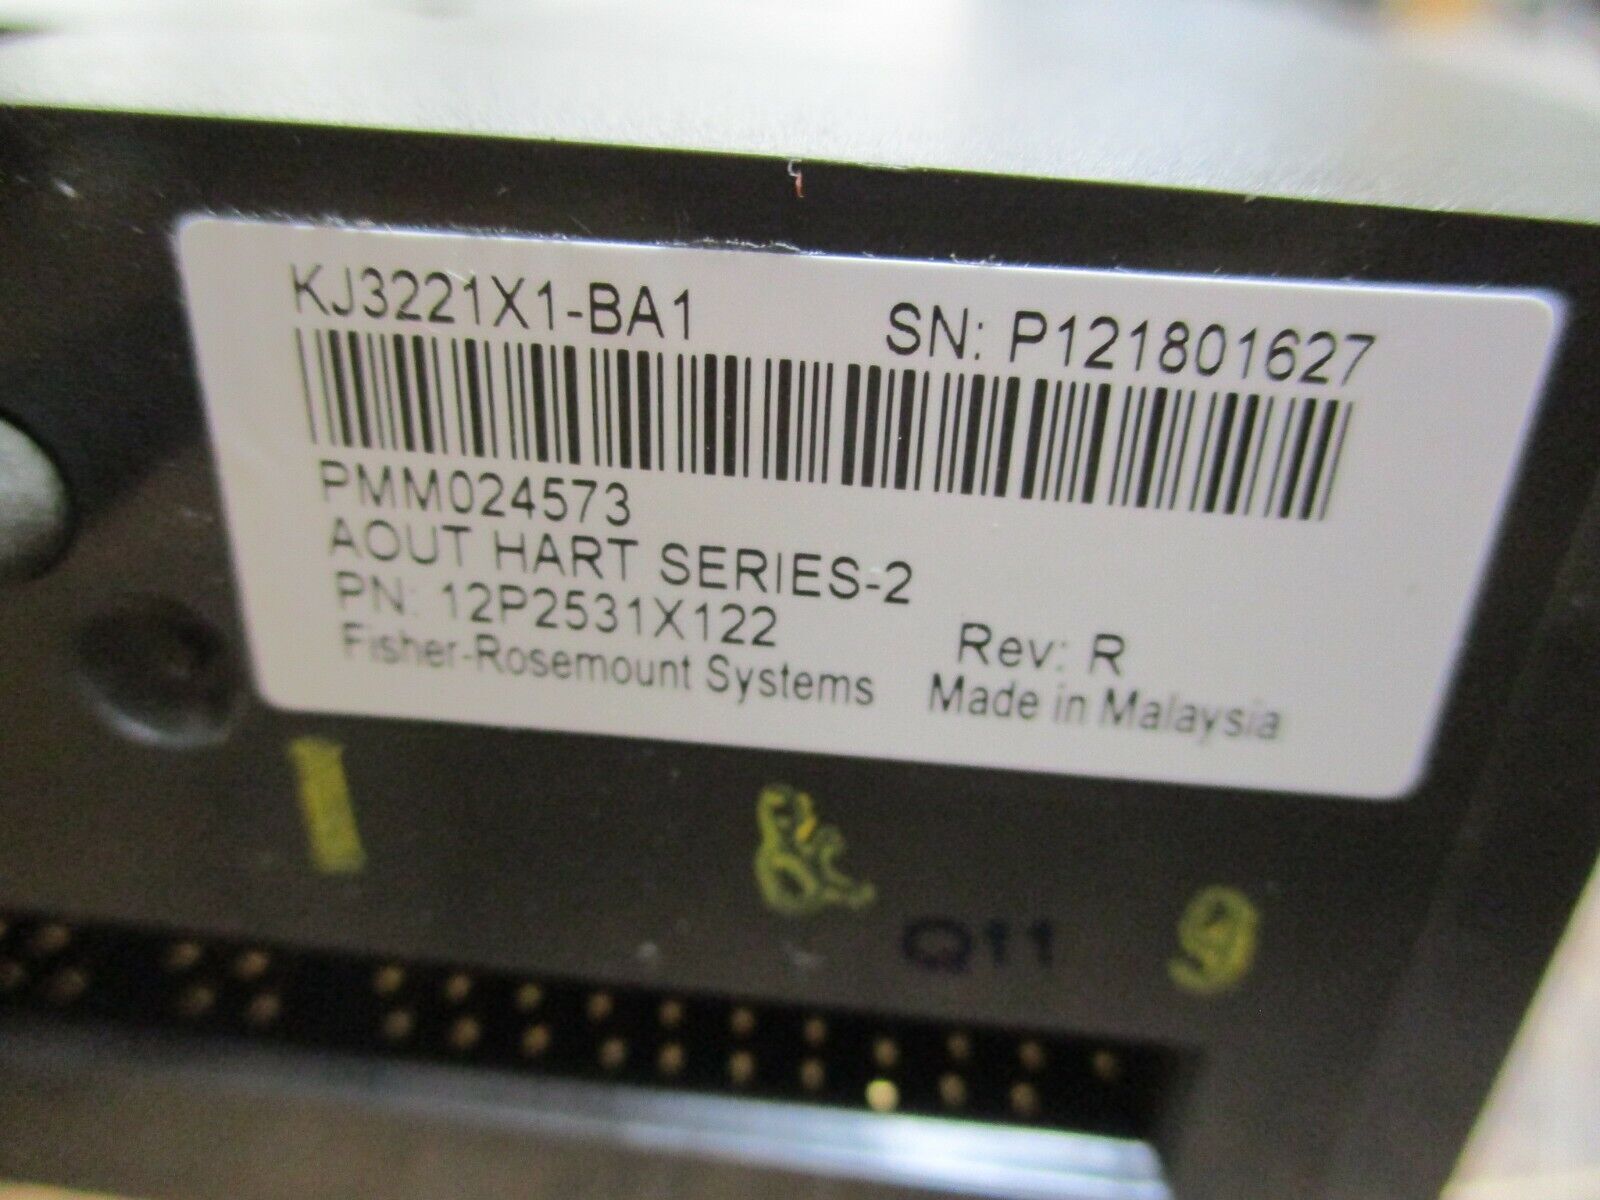 KJ3221X1-BA1 SN: P121801627
PMM024573
AOUT HART SERIES-2
PN: 12P2531X122 Rev: R
Fisher-Rosemount Systems Made in Malaysia
Q11 9